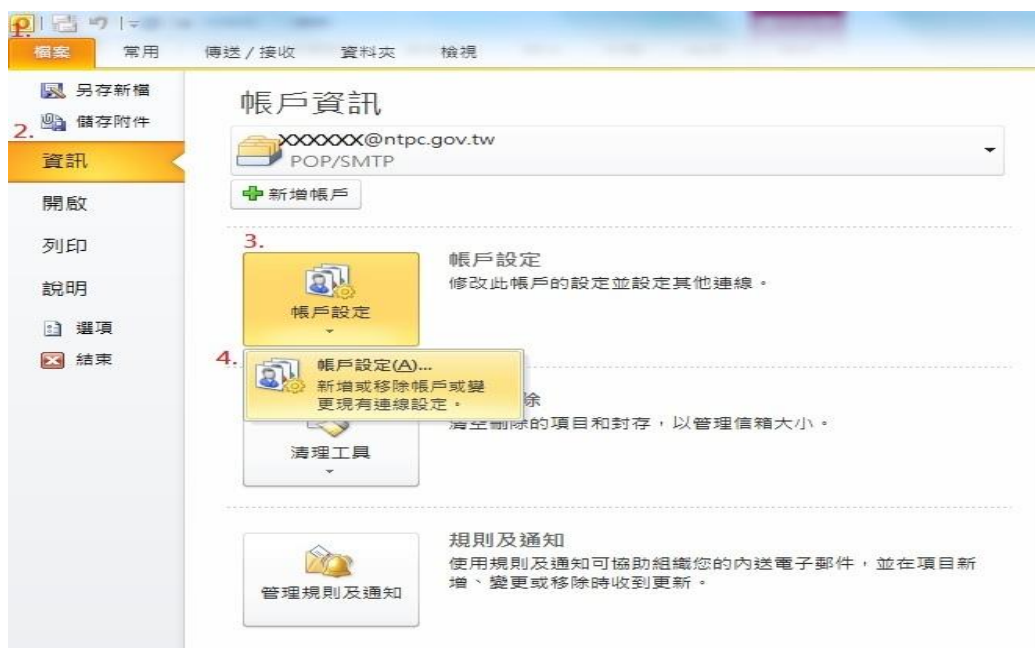 1.
檔案 常用 傳送 / 接收 資料夾 檢視
另存新檔
儲存附件
2.
資訊
開啟
列印
說明
選項
結束
帳戶資訊
XXXXXX@ntpc.gov.tw
POP/SMTP
新增帳戶
3.
帳戶設定
帳戶設定
修改此帳戶的設定並設定其他連線。
4.
帳戶設定(A)...
新增或移除帳戶或變
更現有連線設定。
除
清空刪除的項目和封存，以管理信箱大小。
清理工具
管理規則及通知
規則及通知
使用規則及通知可協助組織您的內送電子郵件，並在項目新
增、變更或移除時收到更新。